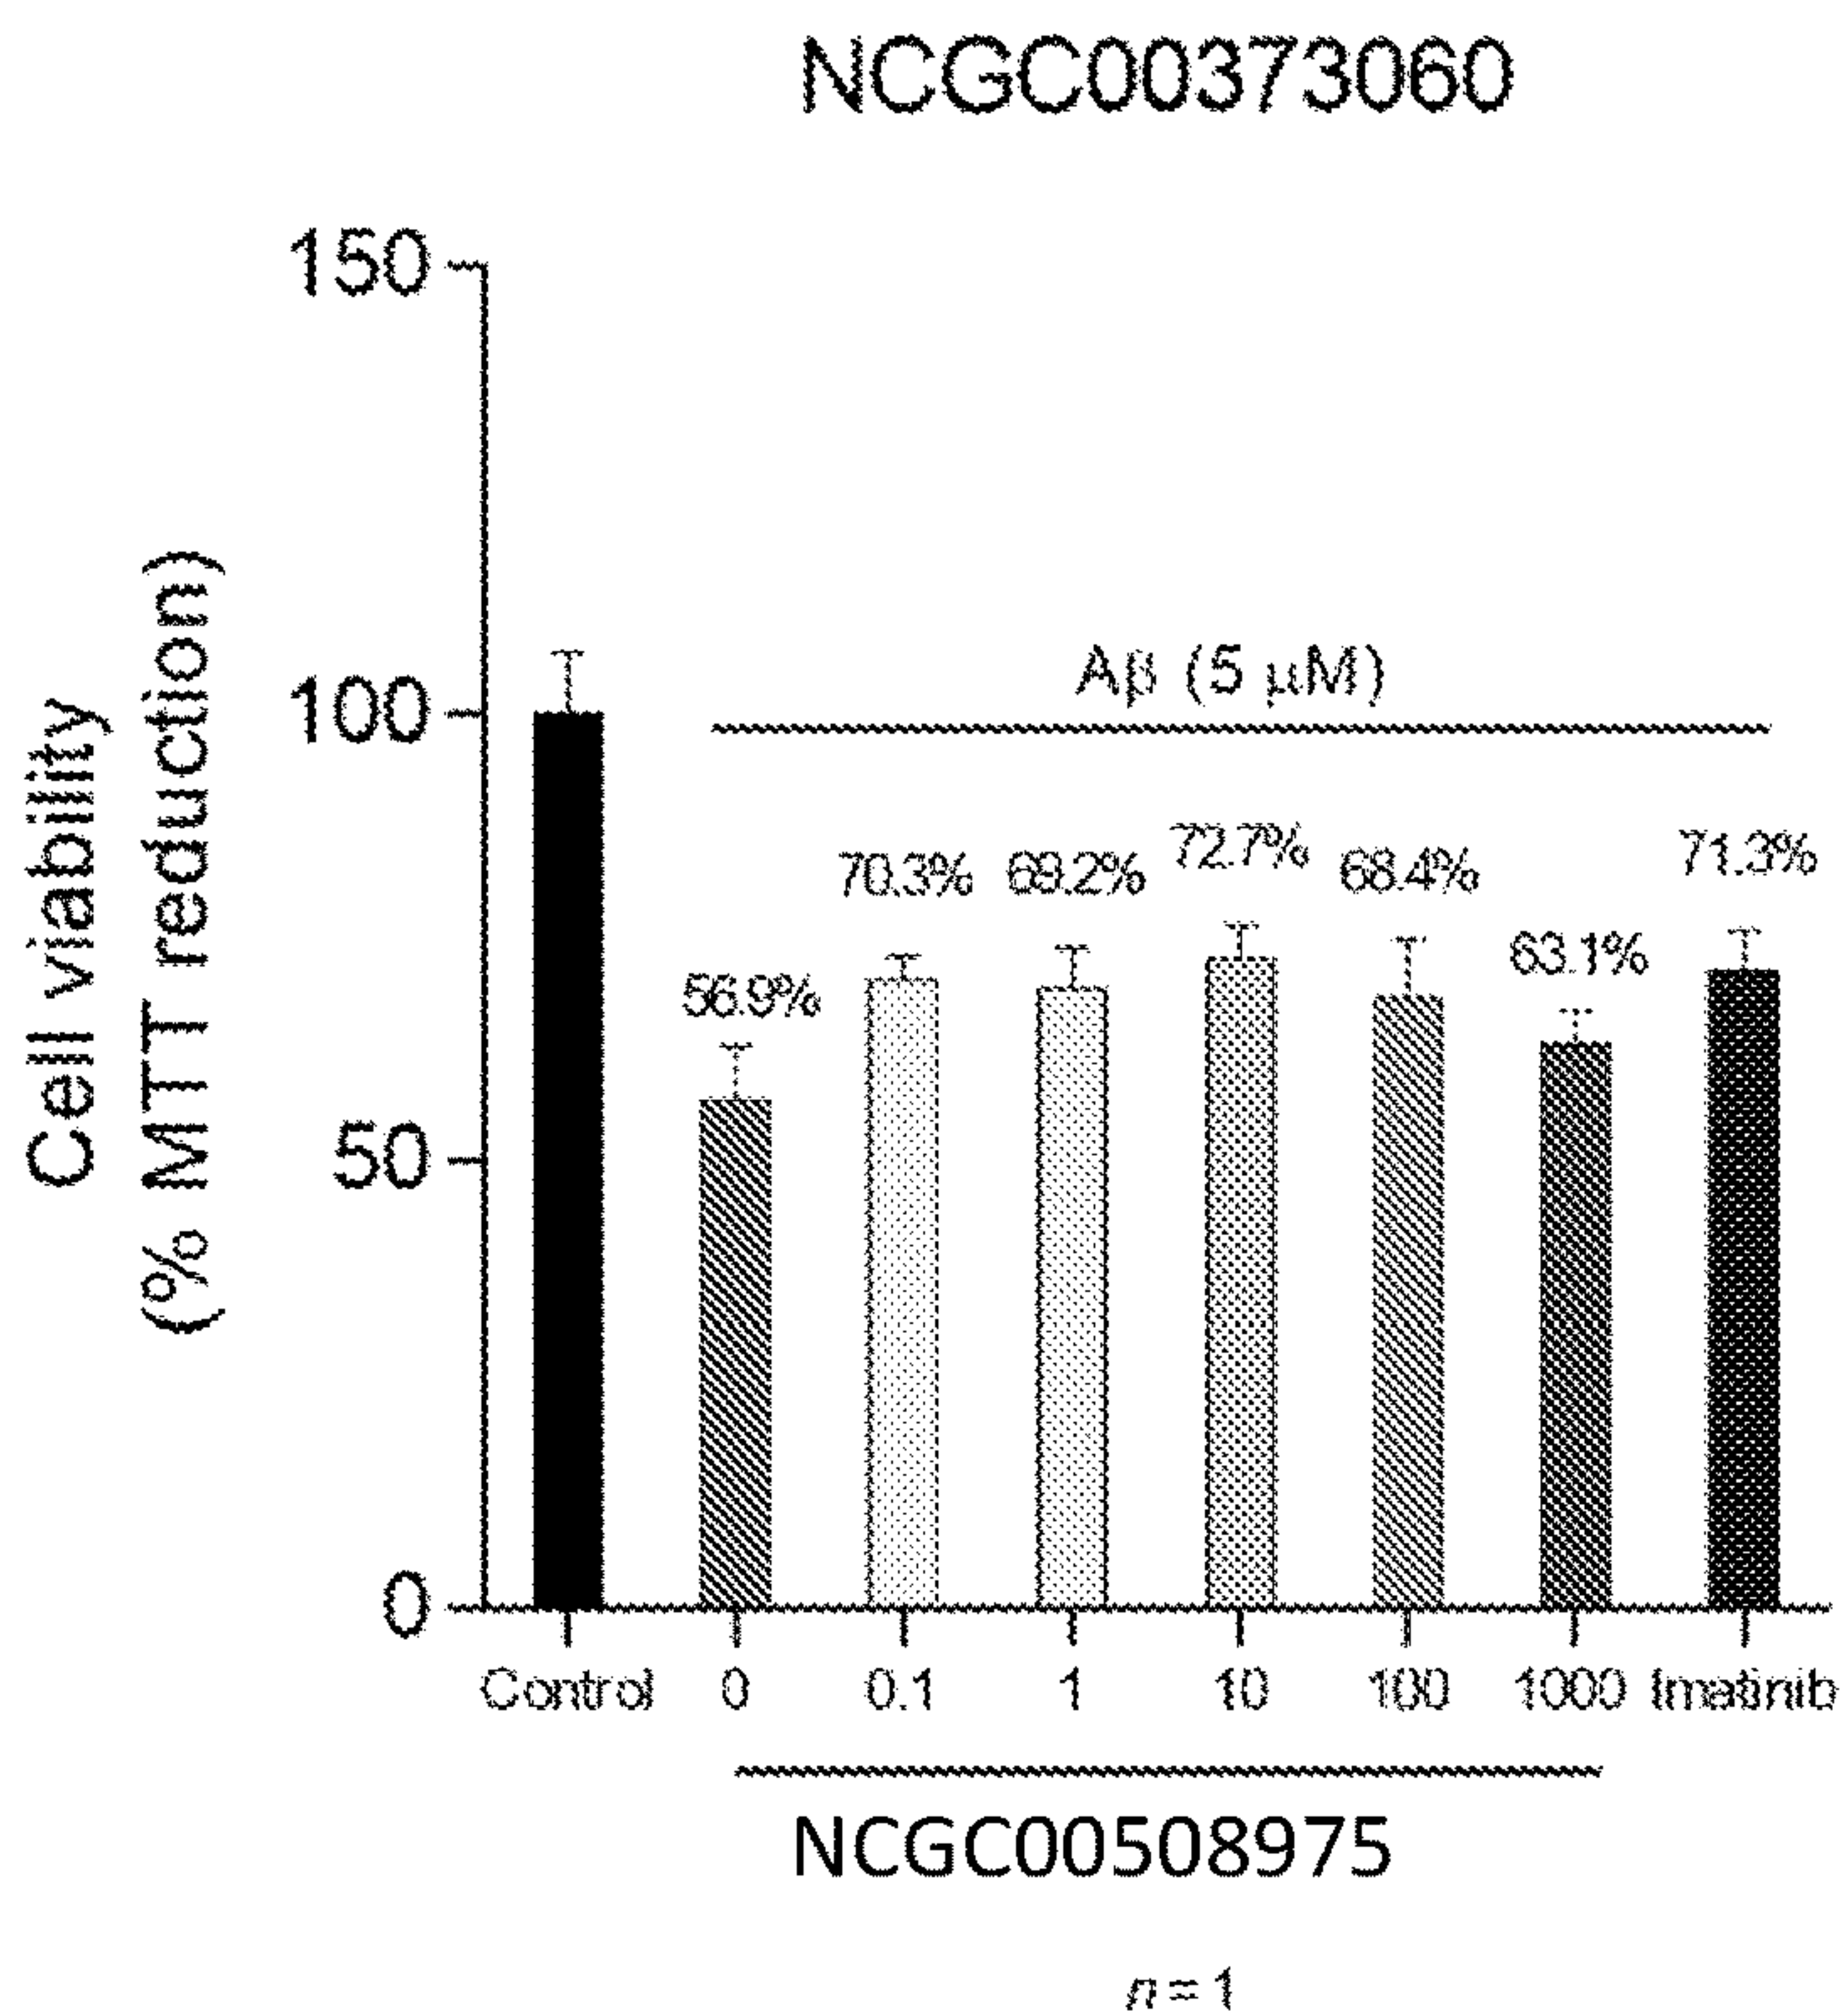 NCGC00373060
150
100
50
0
Cell viability
(% MTT reduction)
Aβ (5 μM)
56.9%
70.3%
69.2%
72.7%
68.4%
63.1%
71.3%
Control 0 0.1 1 10 100 1000 Imatinib
NCGC00508975
n = 1